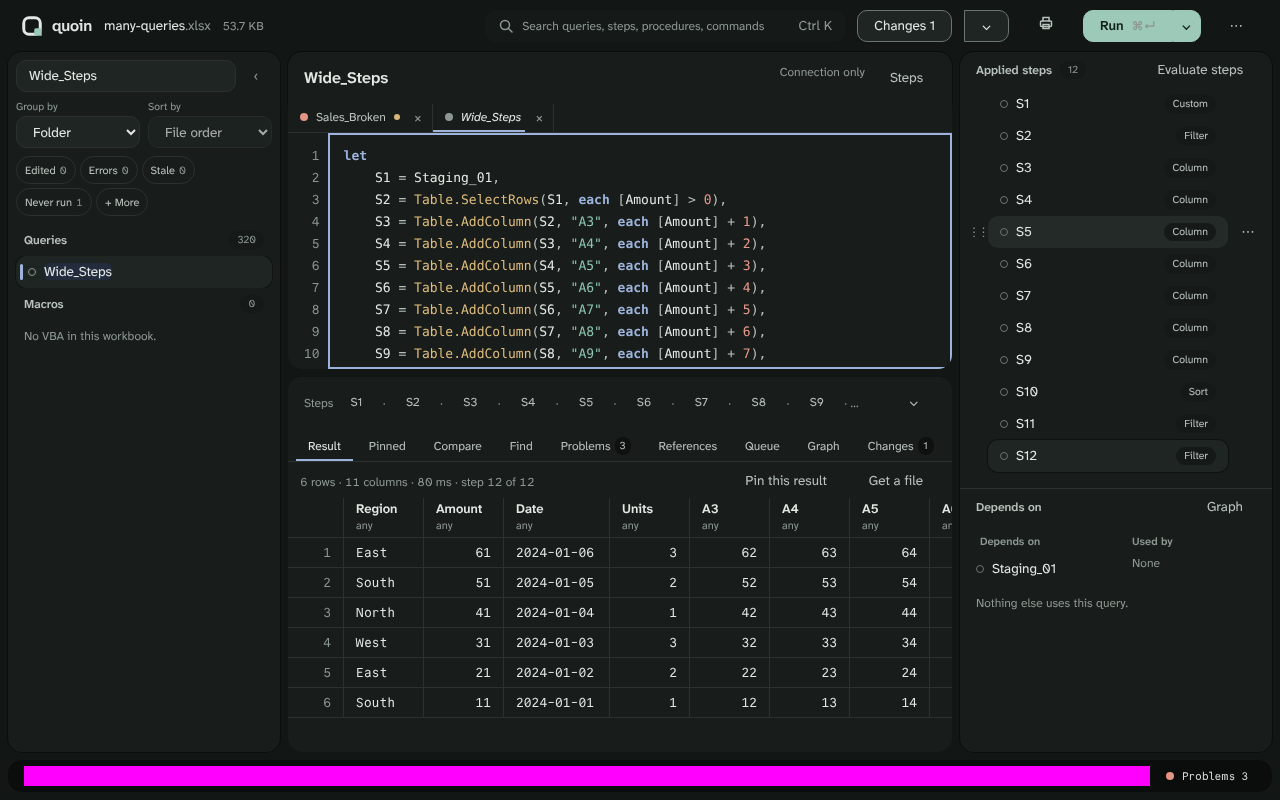 quoin many-queries.xlsx 53.7 KB Search queries, steps, procedures, commands Ctrl K Changes 1 Run ⌘↵ ···
Wide_Steps ‹
Group by Sort by
Folder File order
Edited 0 Errors 0 Stale 0
Never run 1 + More
Queries 320
Wide_Steps
Macros 0
No VBA in this workbook.
Wide_Steps Connection only Steps
Sales_Broken × Wide_Steps ×
1 let
2 S1 = Staging_01,
3 S2 = Table.SelectRows(S1, each [Amount] > 0),
4 S3 = Table.AddColumn(S2, "A3", each [Amount] + 1),
5 S4 = Table.AddColumn(S3, "A4", each [Amount] + 2),
6 S5 = Table.AddColumn(S4, "A5", each [Amount] + 3),
7 S6 = Table.AddColumn(S5, "A6", each [Amount] + 4),
8 S7 = Table.AddColumn(S6, "A7", each [Amount] + 5),
9 S8 = Table.AddColumn(S7, "A8", each [Amount] + 6),
10 S9 = Table.AddColumn(S8, "A9", each [Amount] + 7),
Steps S1 · S2 · S3 · S4 · S5 · S6 · S7 · S8 · S9 · …
Result Pinned Compare Find Problems 3 References Queue Graph Changes 1
6 rows · 11 columns · 80 ms · step 12 of 12 Pin this result Get a file
Region Amount Date Units A3 A4 A5
any any any any any any any any
1 East 61 2024-01-06 3 62 63 64
2 South 51 2024-01-05 2 52 53 54
3 North 41 2024-01-04 1 42 43 44
4 West 31 2024-01-03 3 32 33 34
5 East 21 2024-01-02 2 22 23 24
6 South 11 2024-01-01 1 12 13 14
Applied steps 12 Evaluate steps
S1 Custom
S2 Filter
S3 Column
S4 Column
S5 Column ···
S6 Column
S7 Column
S8 Column
S9 Column
S10 Sort
S11 Filter
S12 Filter
Depends on Graph
Depends on Used by
Staging_01 None
Nothing else uses this query.
Problems 3